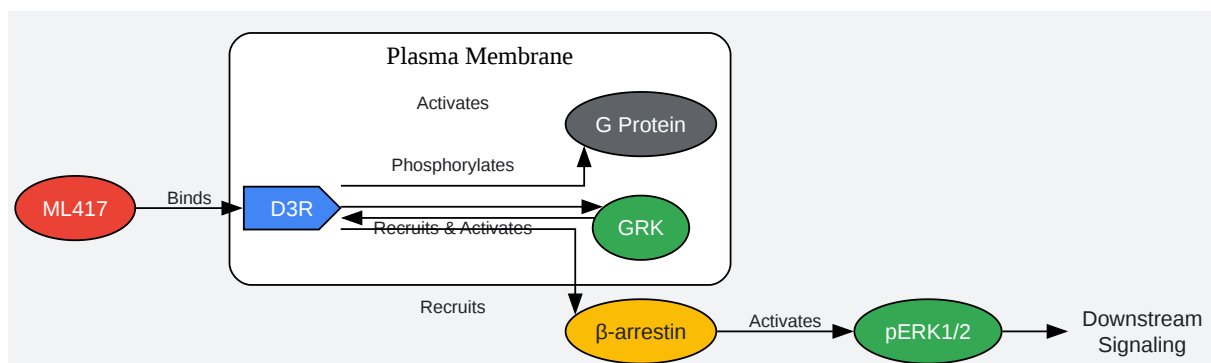 Plasma Membrane
Activates
G Protein
Phosphorylates
ML417
Binds
D3R
GRK
Recruits & Activates
Recruits
β-arrestin
Activates
pERK1/2
Downstream
Signaling